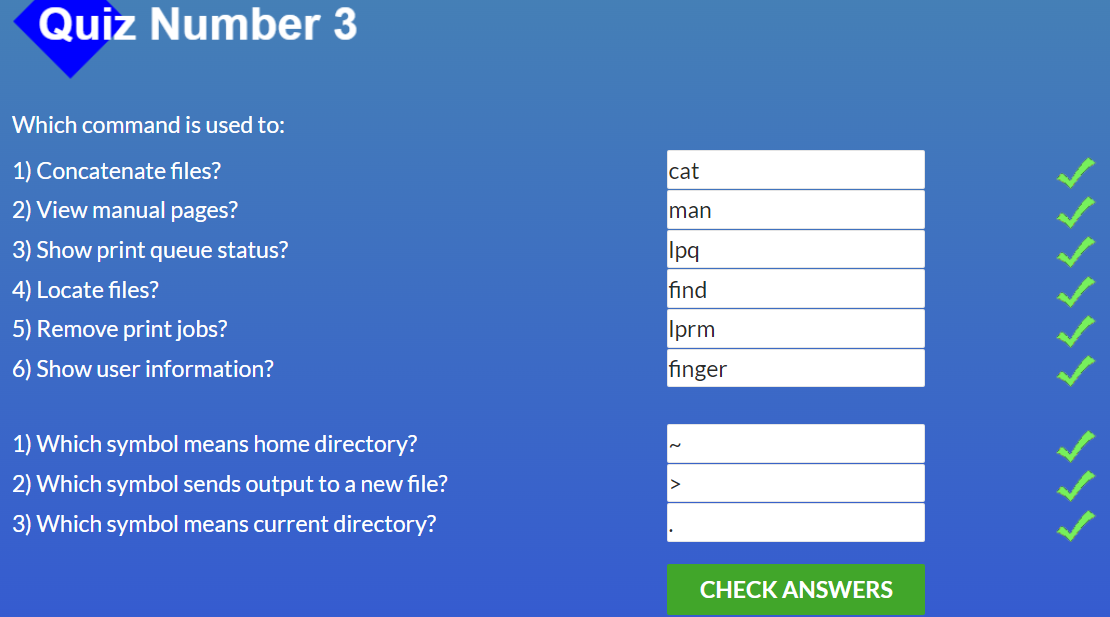 Quiz Number 3
Which command is used to:
1) Concatenate files? cat
2) View manual pages? man
3) Show print queue status? lpq
4) Locate files? find
5) Remove print jobs? lprm
6) Show user information? finger
1) Which symbol means home directory? ~
2) Which symbol sends output to a new file? >
3) Which symbol means current directory? .
CHECK ANSWERS